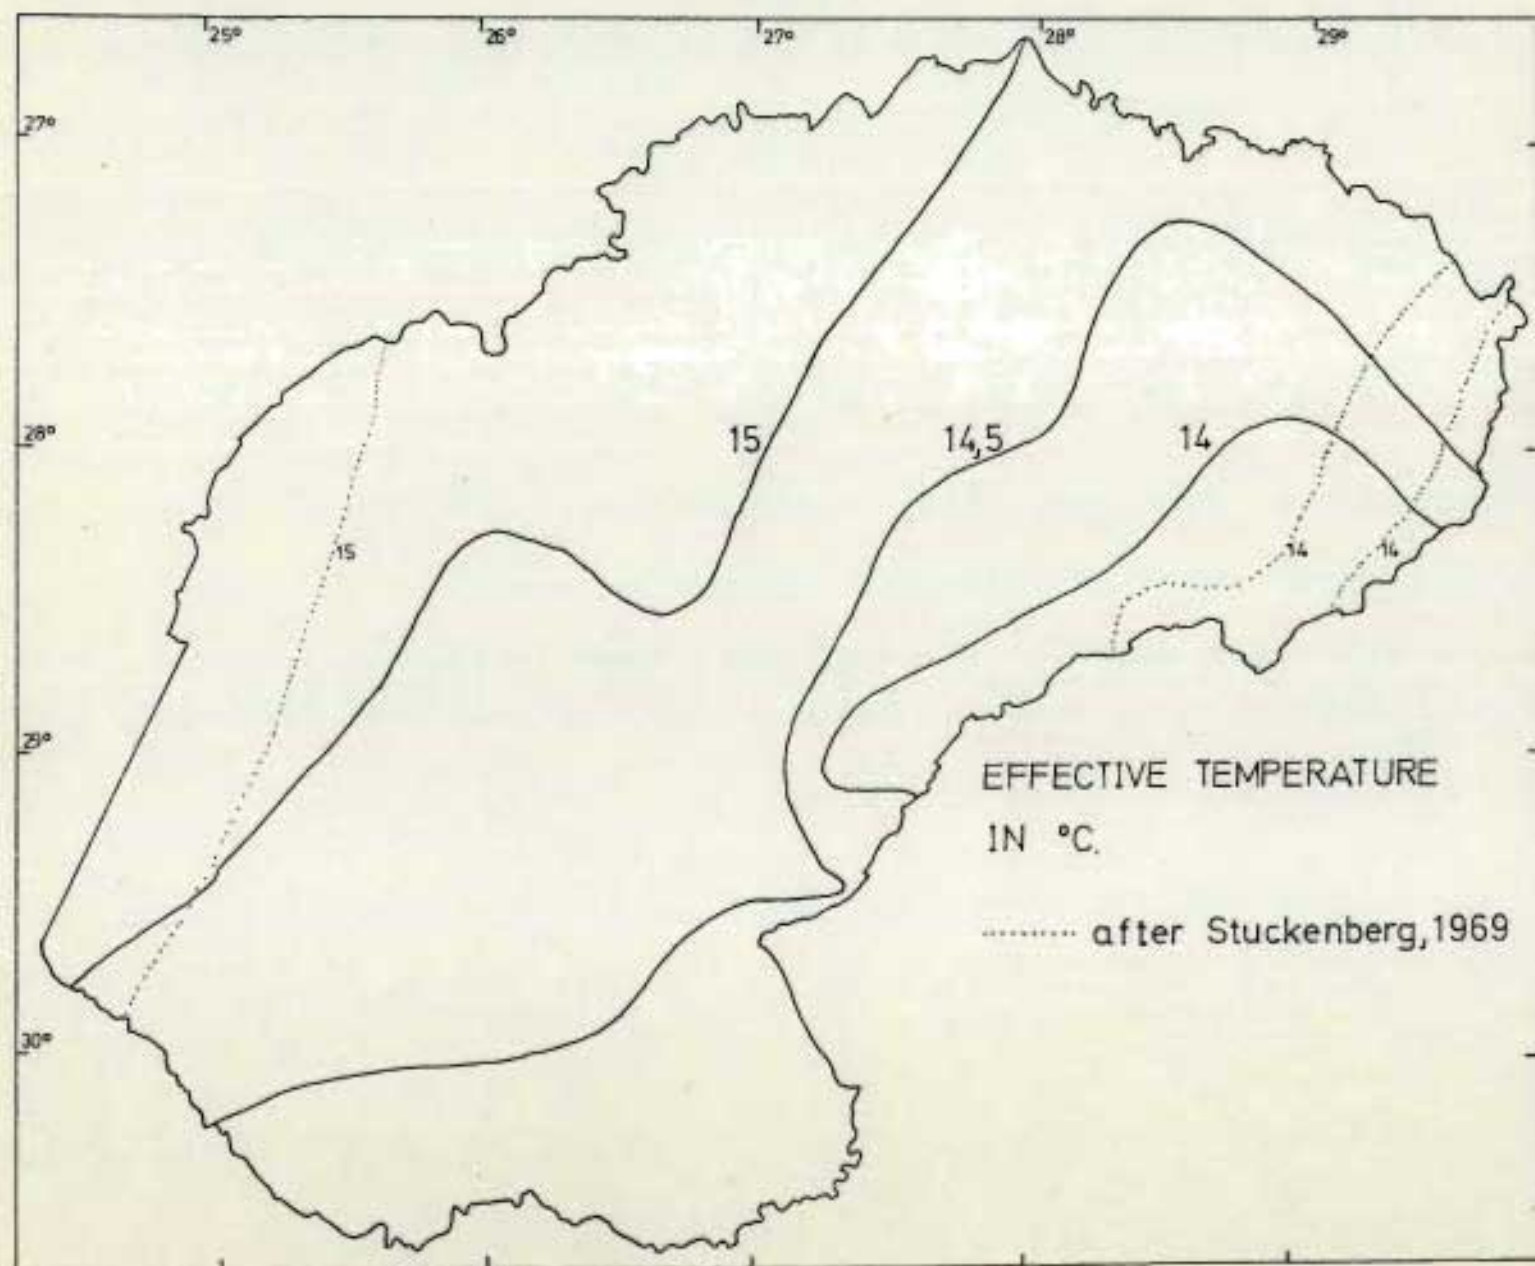 25° 26° 27° 28° 29°
27°
28°
15 14,5 14
15 14 14
29°
EFFECTIVE TEMPERATURE
IN °C.
........... after Stuckenberg,1969
30°